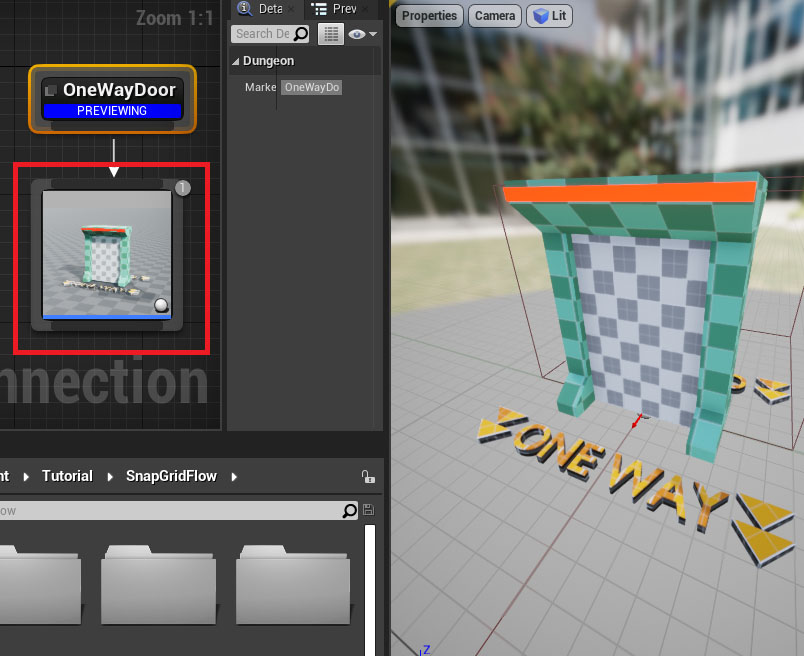 Zoom 1:1
OneWayDoor
PREVIEWING
1
nnection
Deta
Prev
Search De
Dungeon
Marke OneWayDo
nt Tutorial SnapGridFlow
ow
Properties
Camera
Lit
ONE WAY
Z